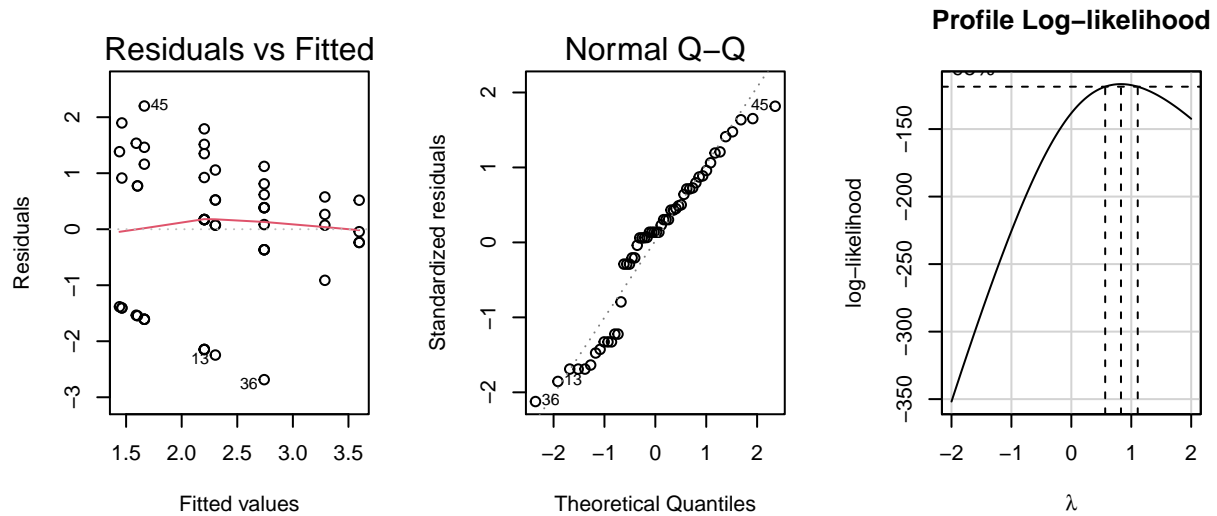 Residuals vs Fitted
Residuals
2
1
0
−1
−2
−3
45
13
36
1.5 2.0 2.5 3.0 3.5
Fitted values
Normal Q−Q
Standardized residuals
2
1
0
−1
−2
45
13
36
−2 −1 0 1 2
Theoretical Quantiles
Profile Log−likelihood
log−likelihood
−150
−200
−250
−300
−350
−2 −1 0 1 2
λ